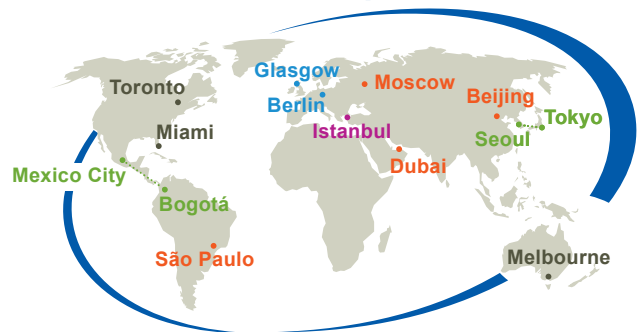 Glasgow
Moscow
Toronto
Berlin
Beijing
Tokyo
Miami
Istanbul
Seoul
Mexico City
Dubai
Bogotá
São Paulo
Melbourne